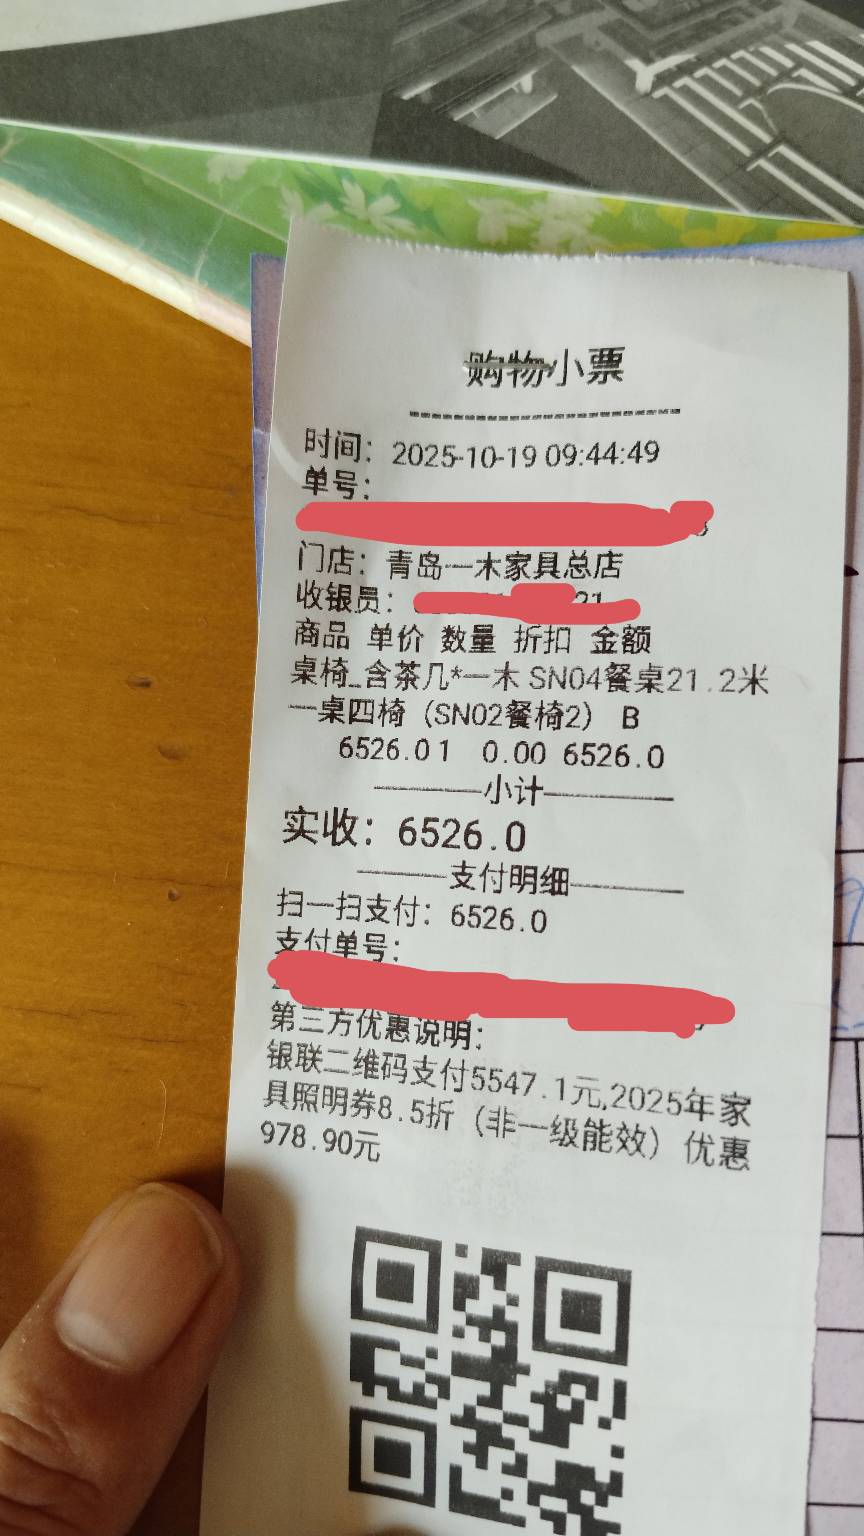 购物小票
时间：2025-10-19 09:44:49
单号：
门店：青岛一木家具总店
收银员：
商品 单价 数量 折扣 金额
桌椅_含茶几*一木 SN04餐桌21.2米
一桌四椅（SN02餐椅2） B
6526.01 0.00 6526.0
小计
实收：6526.0
支付明细
扫一扫支付：6526.0
支付单号：
第三方优惠说明：
银联二维码支付5547.1元,2025年家
具照明券8.5折（非一级能效）优惠
978.90元